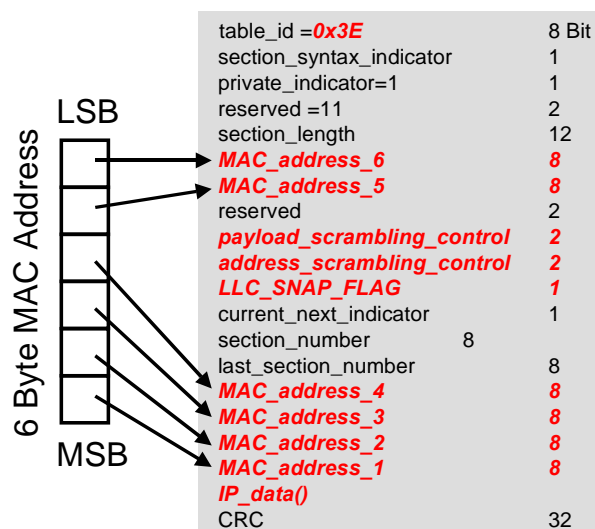 6 Byte MAC Address
LSB
MSB
table_id =0x3E 8 Bit
section_syntax_indicator 1
private_indicator=1 1
reserved =11 2
section_length 12
MAC_address_6 8
MAC_address_5 8
reserved 2
payload_scrambling_control 2
address_scrambling_control 2
LLC_SNAP_FLAG 1
current_next_indicator 1
section_number 8
last_section_number 8
MAC_address_4 8
MAC_address_3 8
MAC_address_2 8
MAC_address_1 8
IP_data()
CRC 32